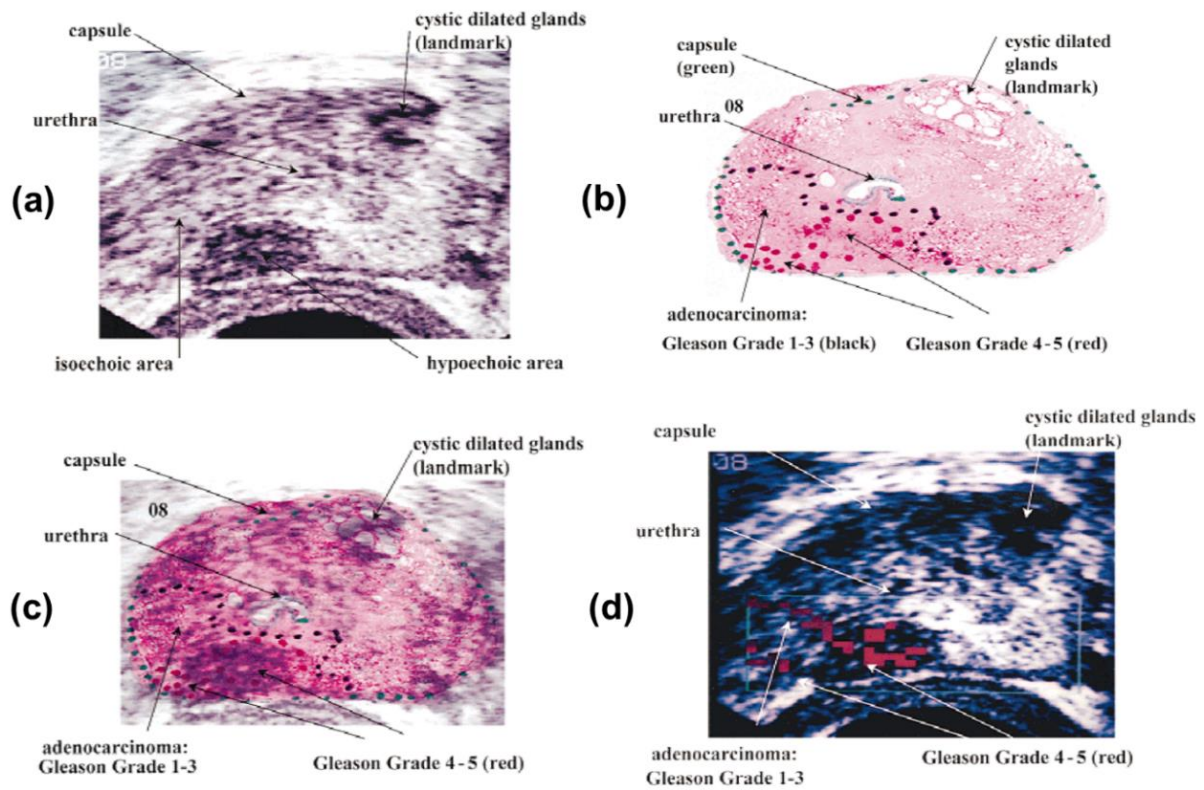 (a)
08
capsule
cystic dilated glands
(landmark)
urethra
isoechoic area
hypoechoic area
(b)
capsule
(green)
cystic dilated
glands
(landmark)
08
urethra
adenocarcinoma:
Gleason Grade 1-3 (black)
Gleason Grade 4-5 (red)
(c)
capsule
cystic dilated glands
(landmark)
08
urethra
adenocarcinoma:
Gleason Grade 1-3
Gleason Grade 4-5 (red)
(d)
capsule
cystic dilated glands
(landmark)
08
urethra
adenocarcinoma:
Gleason Grade 1-3
Gleason Grade 4-5 (red)